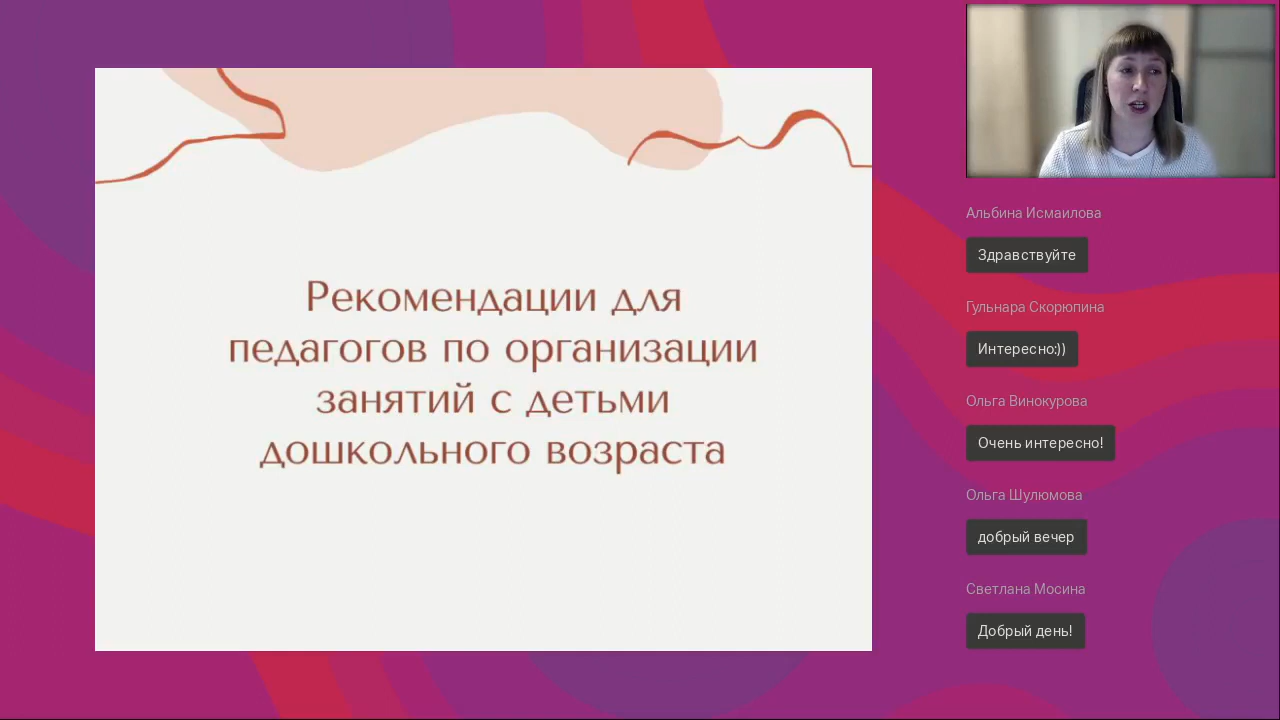 Рекомендации для
педагогов по организации
занятий с детьми
дошкольного возраста
Альбина Исмаилова
Здравствуйте
Гульнара Скорюпина
Интересно:))
Ольга Винокурова
Очень интересно!
Ольга Шулюмова
добрый вечер
Светлана Мосина
Добрый день!